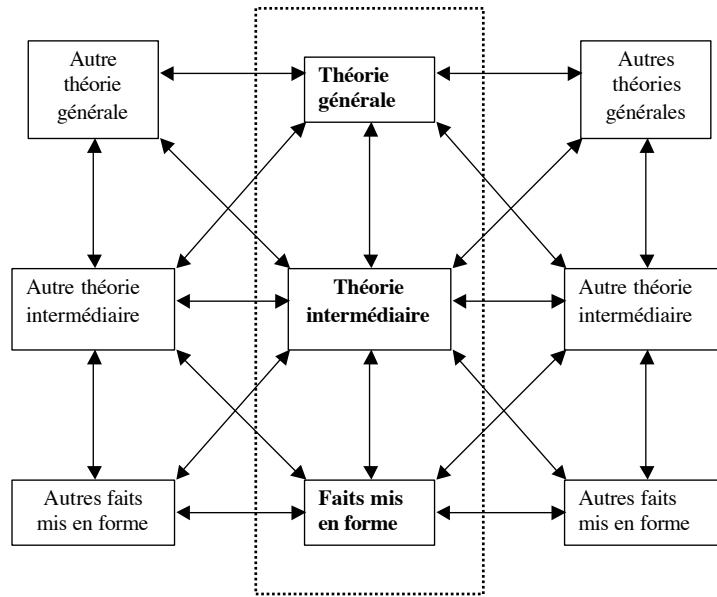 Autre
théorie
générale
Théorie
générale
Autres
théories
générales
Autre théorie
intermédiaire
Théorie
intermédiaire
Autre théorie
intermédiaire
Autres faits
mis en forme
Faits mis
en forme
Autres faits
mis en forme